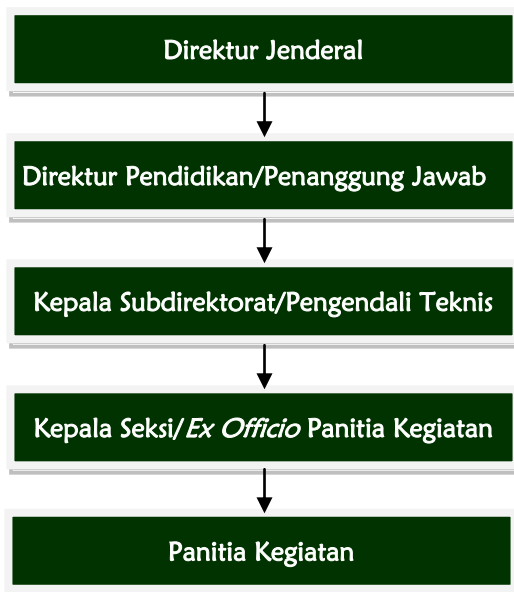 Direktur Jenderal
Direktur Pendidikan/Penanggung Jawab
Kepala Subdirektorat/Pengendali Teknis
Kepala Seksi/Ex Officio Panitia Kegiatan
Panitia Kegiatan